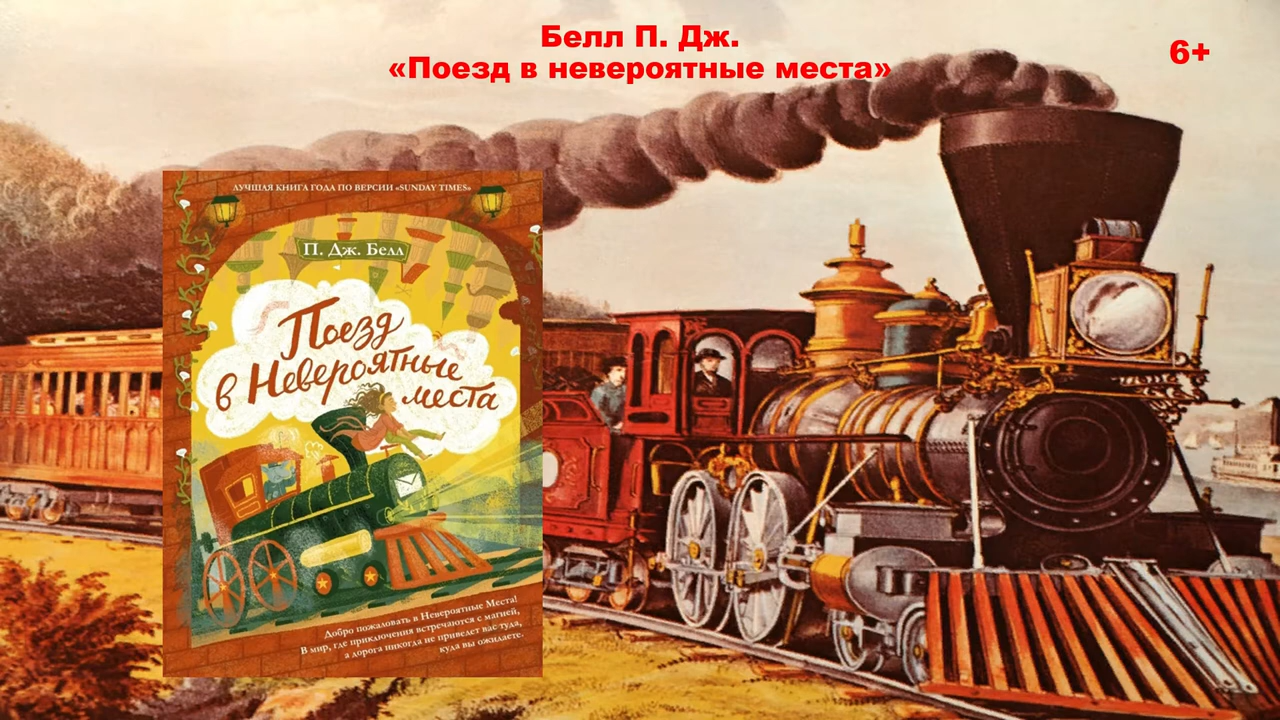 Белл П. Дж.
«Поезд в невероятные места»
6+
ЛУЧШАЯ КНИГА ГОДА ПО ВЕРСИИ «SUNDAY TIMES»
П. Дж. Белл
Поезд
в Невероятные
места
Добро пожаловать в Невероятные Места!
В мир, где приключения встречаются с магией,
а дорога никогда не приведет вас туда,
куда вы ожидаете.